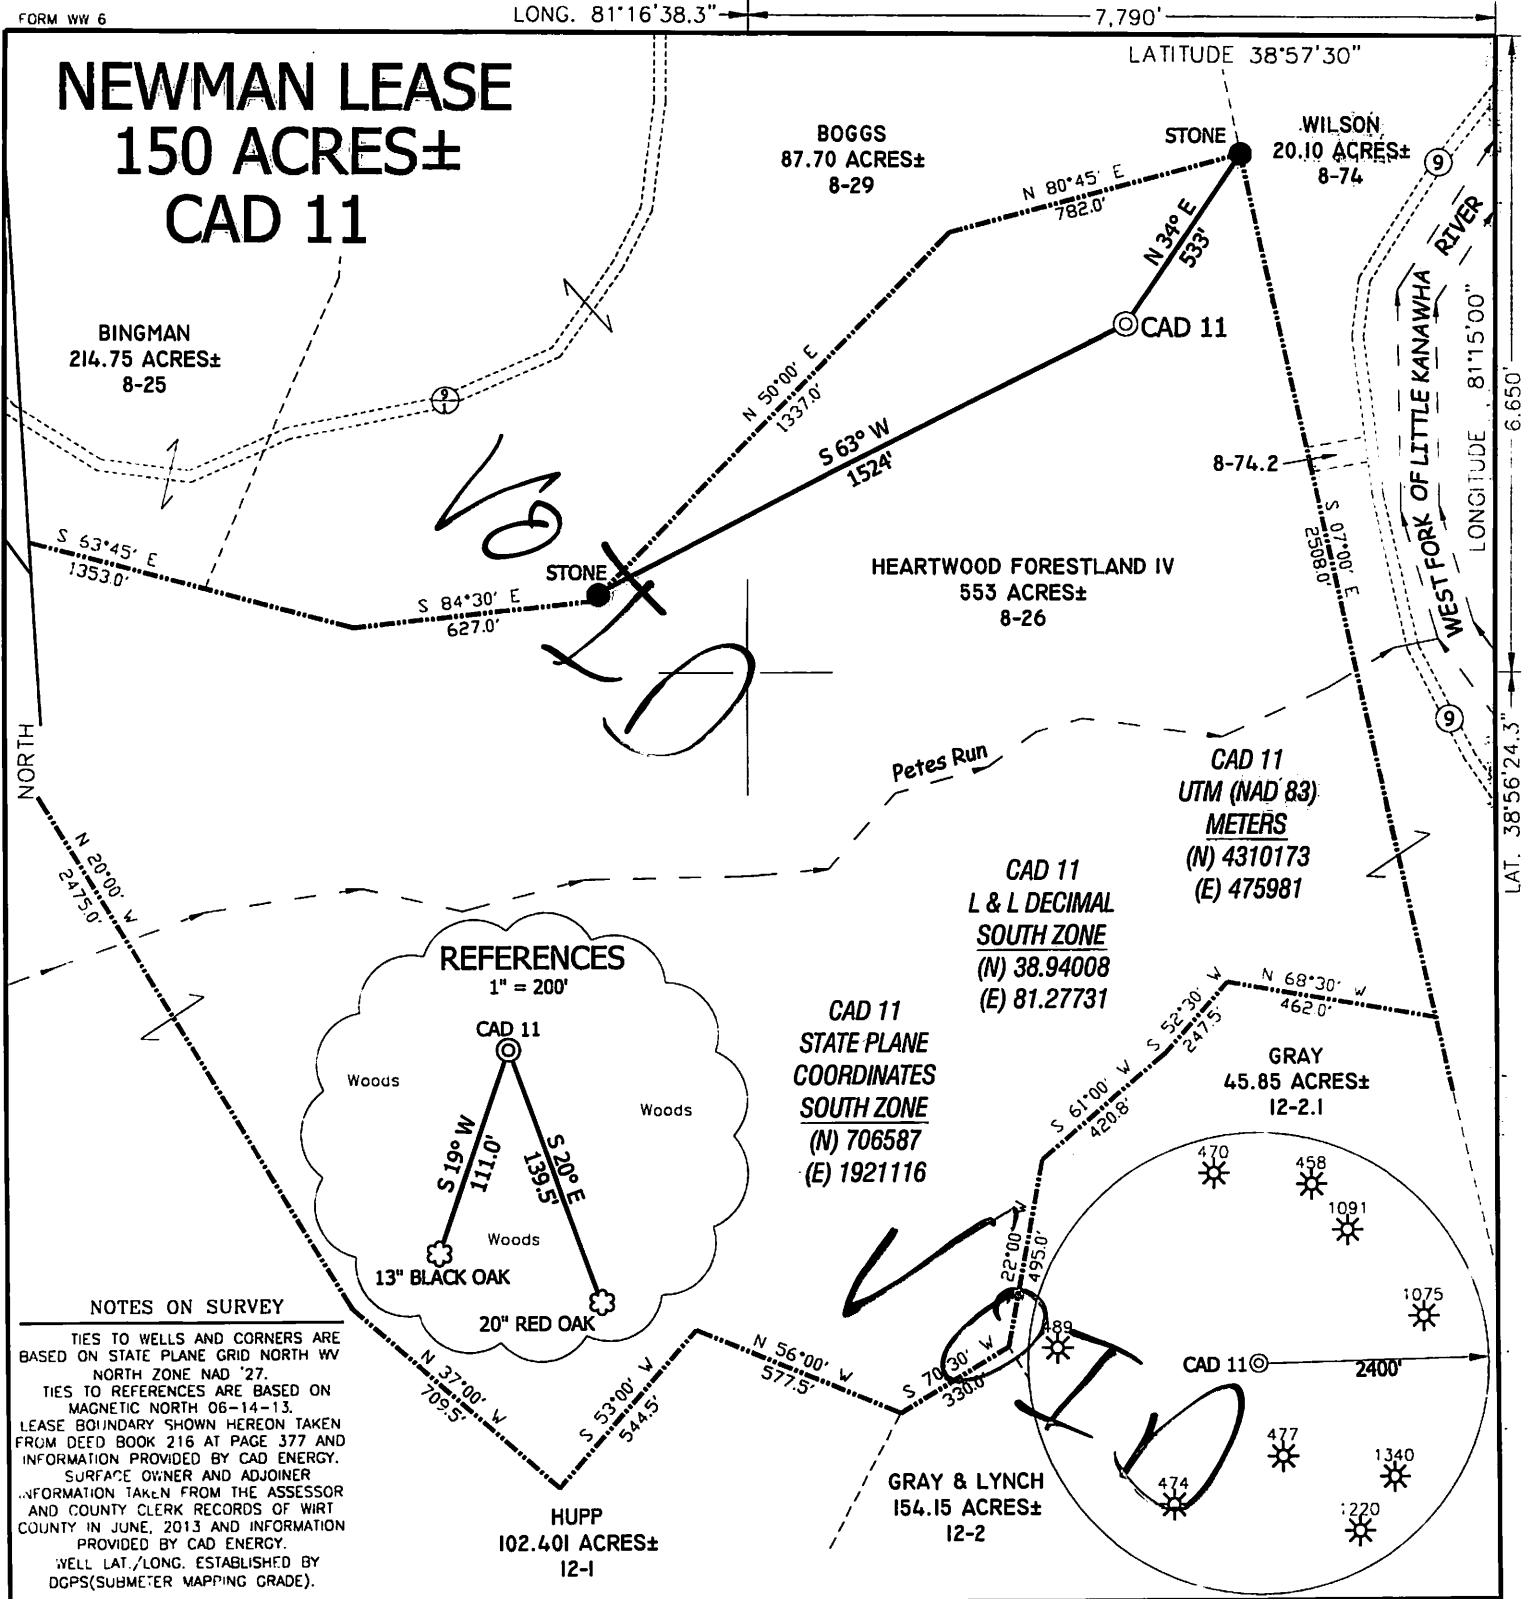 FORM WW 6
LONG. 81°16'38.3"
7,790'
LATITUDE 38°57'30"
NEWMAN LEASE
150 ACRES±
CAD 11
BOGGS
87.70 ACRES±
8-29
STONE
WILSON
20.10 ACRES±
8-74
9
N 80°45' E
782.0'
N 34° E
533'
CAD 11
BINGMAN
214.75 ACRES±
8-25
9
1
N 50°00' E
1337.0'
S 63° W
1524'
8-74.2
WEST FORK OF LITTLE KANAWHA RIVER
LONGITUDE 81°15'00"
6,650'
S 07°00' E
2508.0'
VOID
S 63°45' E
1353.0'
STONE
S 84°30' E
627.0'
HEARTWOOD FORESTLAND IV
553 ACRES±
8-26
9
LAT. 38°56'24.3"
NORTH
Petes Run
CAD 11
UTM (NAD 83)
METERS
(N) 4310173
(E) 475981
N 20°00' W
2475.0'
CAD 11
L & L DECIMAL
SOUTH ZONE
(N) 38.94008
(E) 81.27731
REFERENCES
1" = 200'
CAD 11
Woods
Woods
S 19° W
111.0'
S 20° E
139.5'
Woods
13" BLACK OAK
20" RED OAK
CAD 11
STATE PLANE
COORDINATES
SOUTH ZONE
(N) 706587
(E) 1921116
N 68°30' W
462.0'
S 52°30' W
247.5'
S 61°00' W
420.8'
GRAY
45.85 ACRES±
12-2.1
22°00' W
495.0'
470
458
1091
1075
489
CAD 11
2400'
477
1340
474
1220
VOID
NOTES ON SURVEY
TIES TO WELLS AND CORNERS ARE
BASED ON STATE PLANE GRID NORTH WV
NORTH ZONE NAD '27.
TIES TO REFERENCES ARE BASED ON
MAGNETIC NORTH 06-14-13.
LEASE BOUNDARY SHOWN HEREON TAKEN
FROM DEED BOOK 216 AT PAGE 377 AND
INFORMATION PROVIDED BY CAD ENERGY.
SURFACE OWNER AND ADJOINER
INFORMATION TAKEN FROM THE ASSESSOR
AND COUNTY CLERK RECORDS OF WIRT
COUNTY IN JUNE, 2013 AND INFORMATION
PROVIDED BY CAD ENERGY.
WELL LAT./LONG. ESTABLISHED BY
DGPS(SUBMETER MAPPING GRADE).
N 37°00' W
709.5'
S 53°00' W
544.5'
N 56°00' W
577.5'
S 70°30' W
330.0'
HUPP
102.401 ACRES±
12-1
GRAY & LYNCH
154.15 ACRES±
12-2